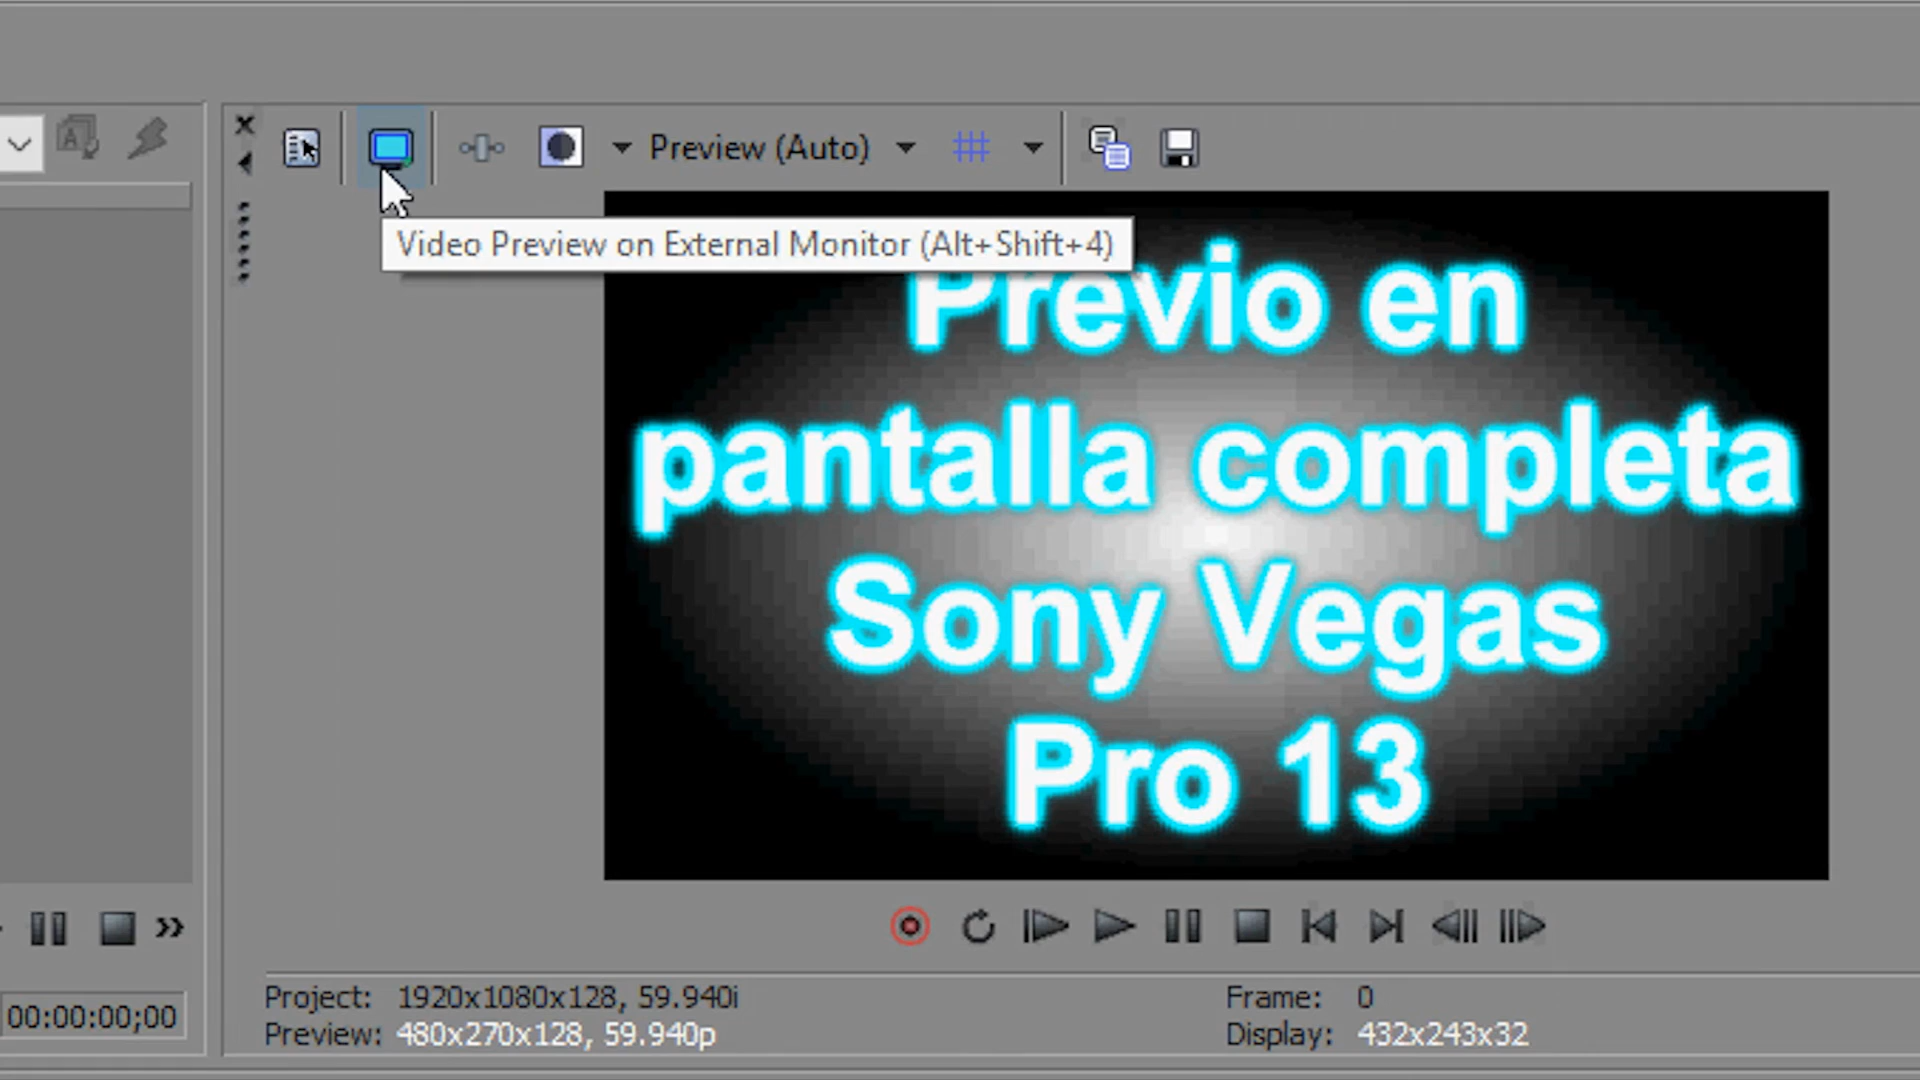 Preview (Auto)
Video Preview on External Monitor (Alt+Shift+4)
Previo en
pantalla completa
Sony Vegas
Pro 13
00:00:00;00
Project: 1920x1080x128, 59.940i
Preview: 480x270x128, 59.940p
Frame: 0
Display: 432x243x32